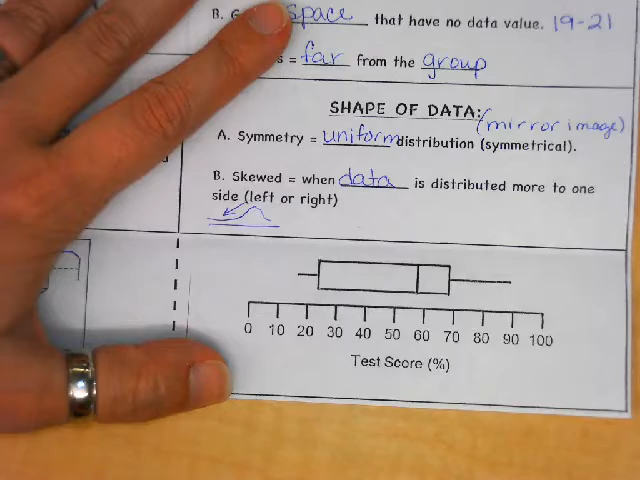 B. G space that have no data value. 19-21
s = far from the group
SHAPE OF DATA:
(mirror image)
A. Symmetry = uniform distribution (symmetrical).
B. Skewed = when data is distributed more to one
side (left or right)
0 10 20 30 40 50 60 70 80 90 100
Test Score (%)